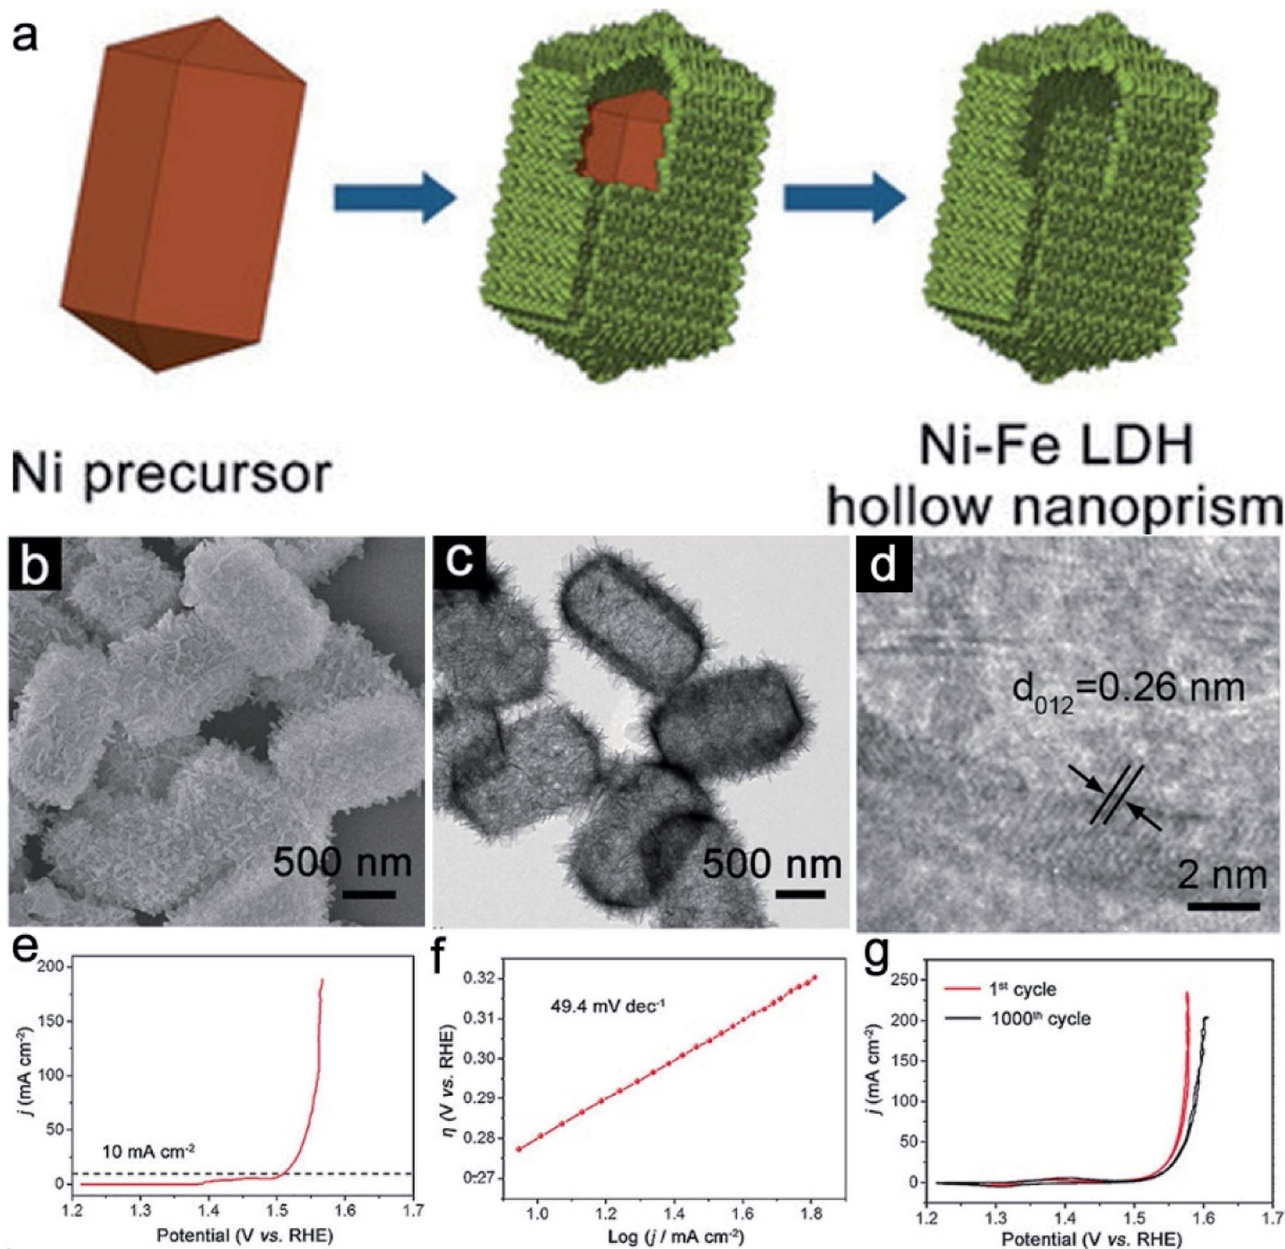 a
Ni precursor
Ni-Fe LDH
hollow nanoprism
b
500 nm
c
500 nm
d
d₀₁₂=0.26 nm
2 nm
e
200
150
100
50
0
j (mA cm⁻²)
10 mA cm⁻²
1.2 1.3 1.4 1.5 1.6 1.7
Potential (V vs. RHE)
f
0.32
0.31
0.30
0.29
0.28
0.27
η (V vs. RHE)
49.4 mV dec⁻¹
1.0 1.2 1.4 1.6 1.8
Log (j / mA cm⁻²)
g
250
200
150
100
50
0
j (mA cm⁻²)
1ˢᵗ cycle
1000ᵗʰ cycle
1.2 1.3 1.4 1.5 1.6 1.7
Potential (V vs. RHE)